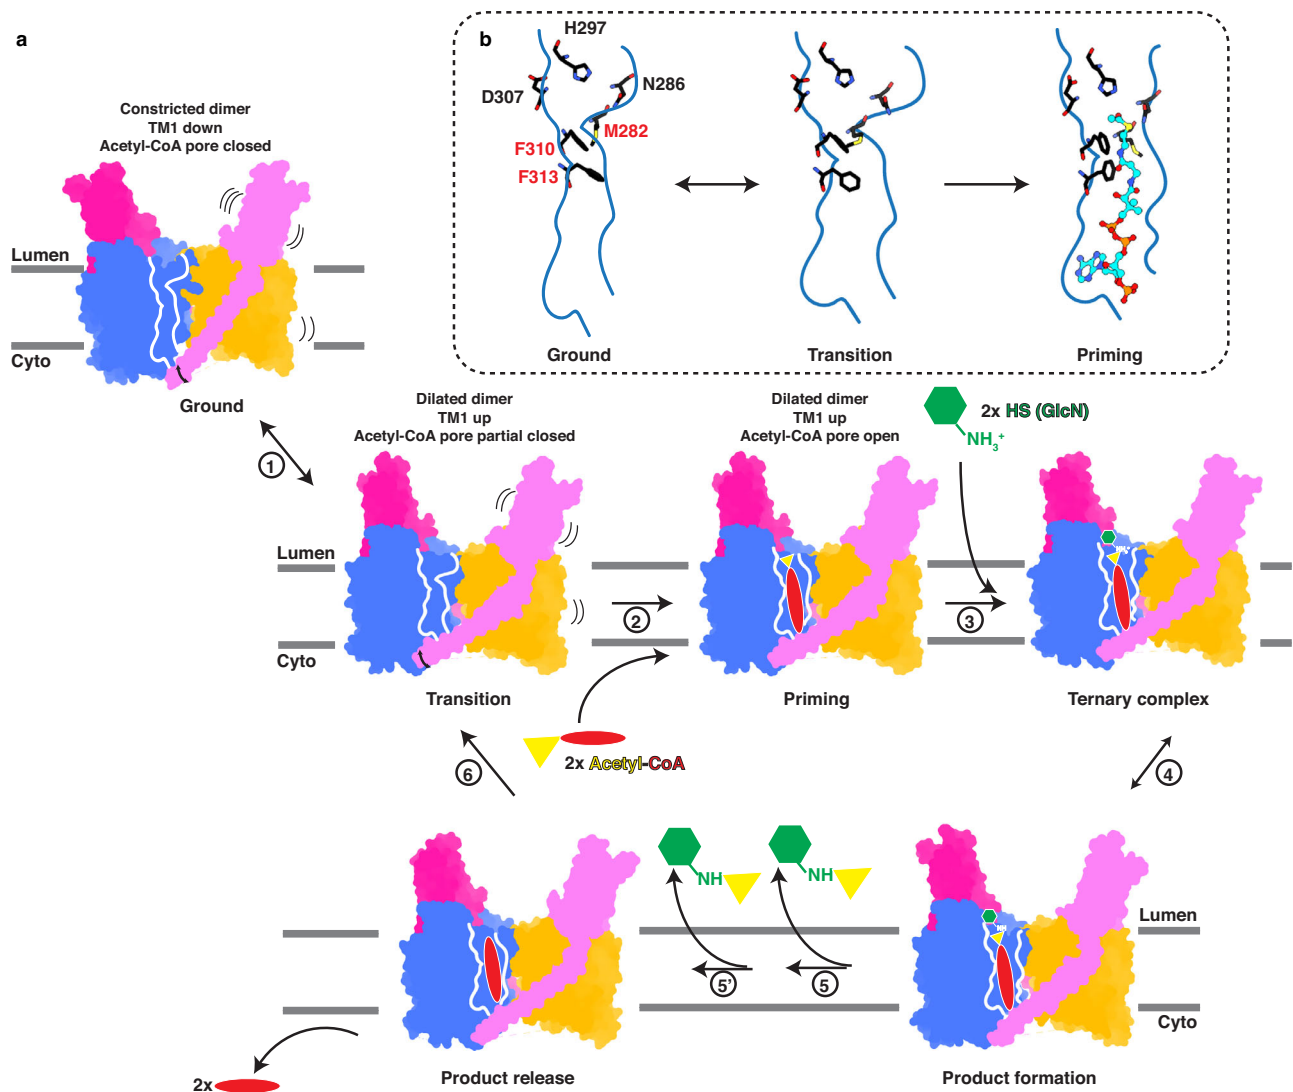 a
Constricted dimer
TM1 down
Acetyl-CoA pore closed
Lumen
Cyto
Ground
b
H297
D307
N286
M282
F310
F313
Ground
Transition
Priming
1
Dilated dimer
TM1 up
Acetyl-CoA pore partial closed
Lumen
Cyto
Transition
2
2x Acetyl-CoA
Dilated dimer
TM1 up
Acetyl-CoA pore open
Priming
2x HS (GlcN)
NH3+
3
Ternary complex
4
Lumen
Cyto
NH
Product formation
5
NH
5'
NH
Product release
2x
6